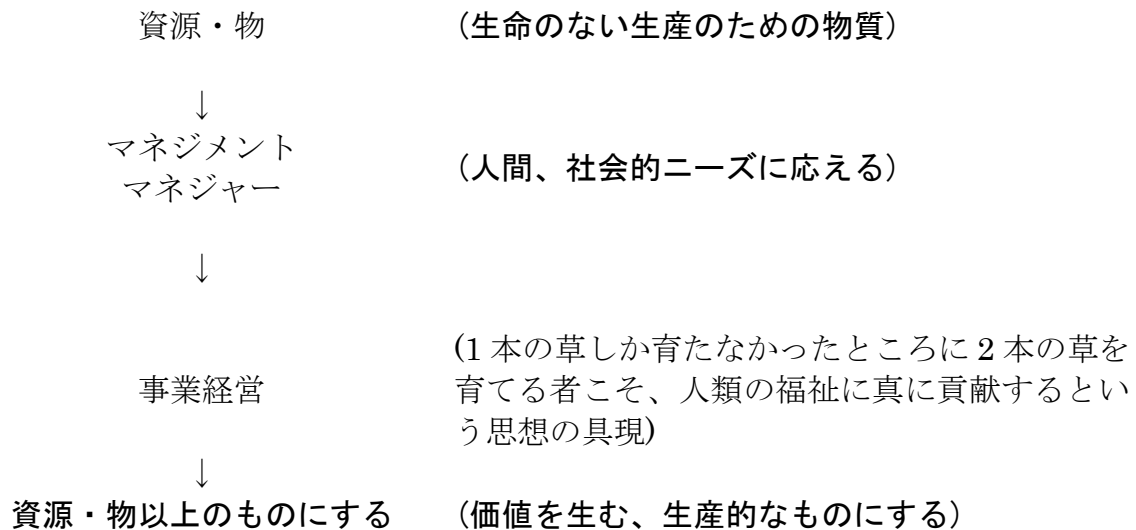 資源・物 (生命のない生産のための物質)
↓
マネジメント
マネジャー
(人間、社会的ニーズに応える)
↓
事業経営
(1 本の草しか育たなかったところに 2 本の草を
育てる者こそ、人類の福祉に真に貢献するとい
う思想の具現)
↓
資源・物以上のものにする (価値を生む、生産的なものにする)